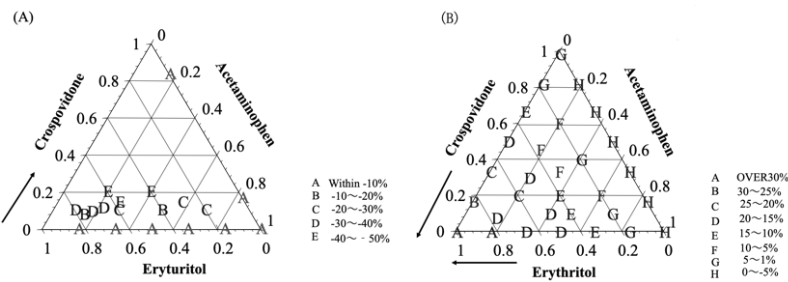 (A)
0
1
A 0.2
0.8
0.6 0.4
0.4 0.6
0.2 E E 0.8
A
D B D D E C B C C
0 A A A A A A 1
1 0.8 0.6 0.4 0.2 0
Crospovidone
Acetaminophen
Eryturitol
A Within -10%
B -10～-20%
C -20～-30%
D -30～-40%
E -40～ - 50%
(B)
0
1 G
0.8 G H 0.2
0.6 E F H 0.4
D F H 0.6
0.4 C D F G H 0.8
0.2 B C E F H
D D E G 1
0 A A D D E G H
1 0.8 0.6 0.4 0.2 0
Crospovidone
Acetaminophen
Erythritol
A OVER30%
B 30～25%
C 25～20%
D 20～15%
E 15～10%
F 10～5%
G 5～1%
H 0～-5%